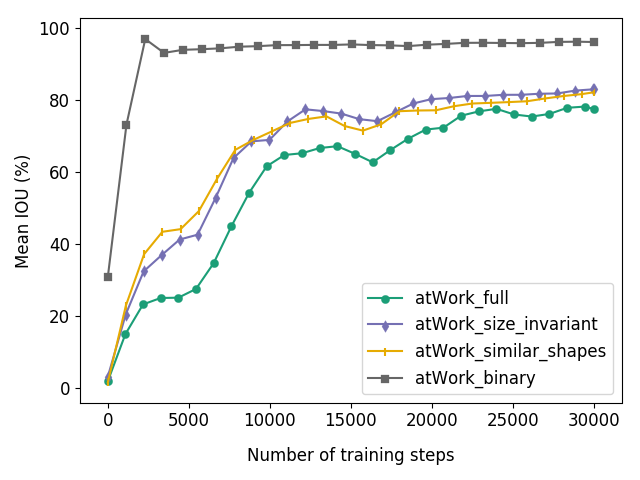 100
80
60
40
20
0
Mean IOU (%)
atWork_full
atWork_size_invariant
atWork_similar_shapes
atWork_binary
0 5000 10000 15000 20000 25000 30000
Number of training steps